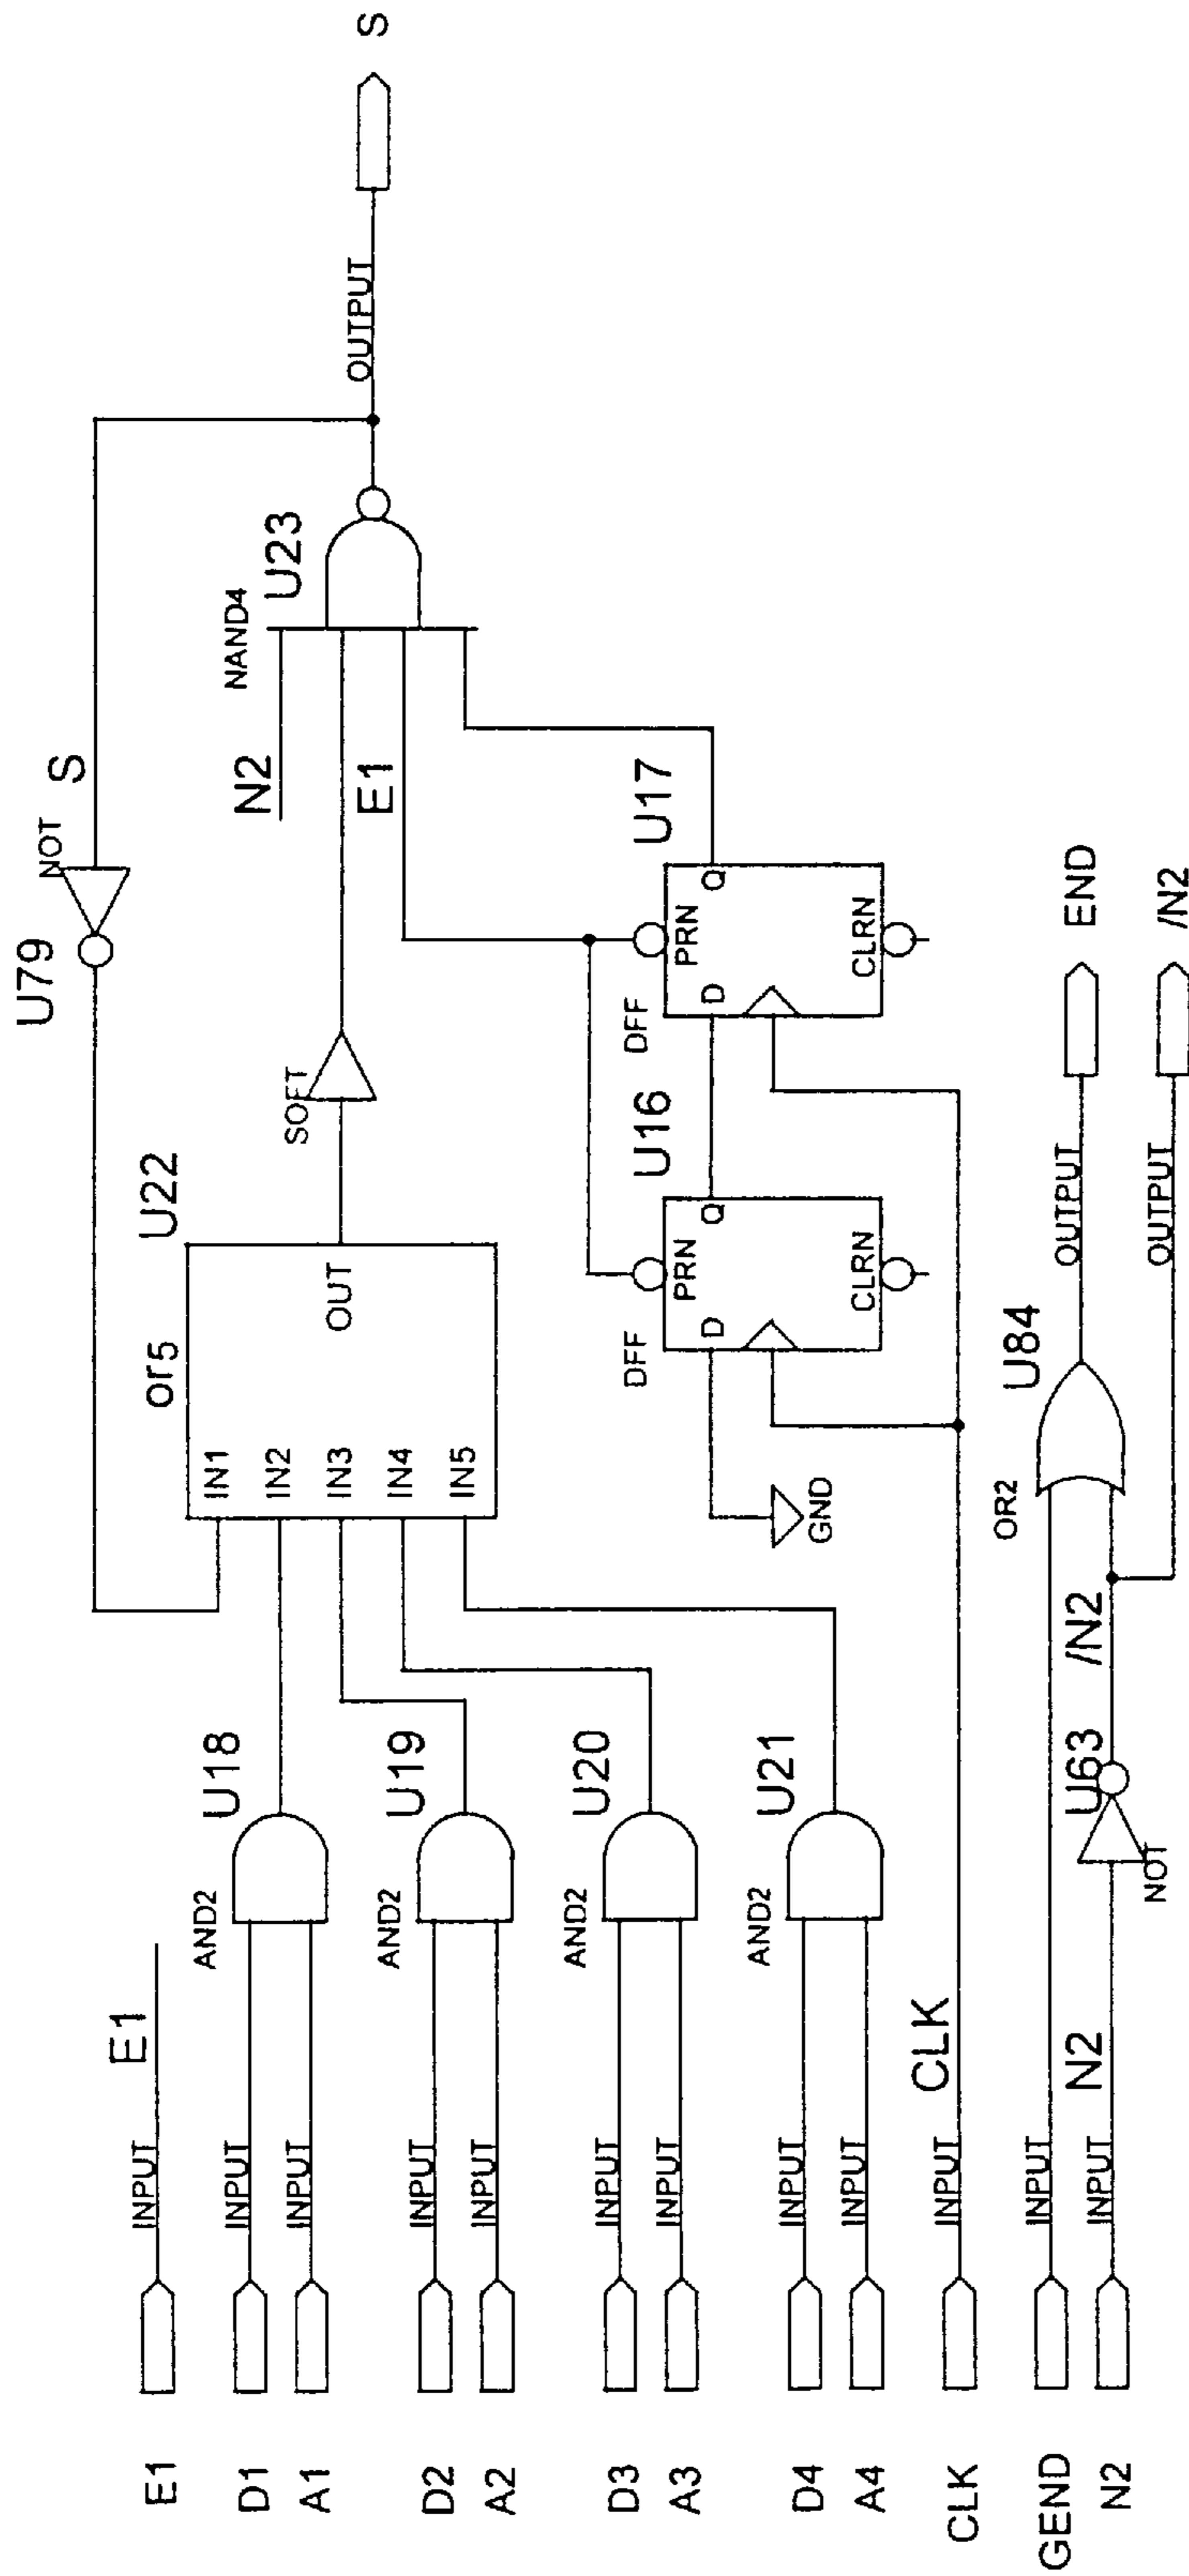 E1 INPUT E1
D1 INPUT AND2 U18
A1 INPUT
D2 INPUT AND2 U19
A2 INPUT
D3 INPUT AND2 U20
A3 INPUT
D4 INPUT AND2 U21
A4 INPUT
CLK INPUT CLK
GEND INPUT OR2 U84 OUTPUT END
N2 INPUT N2 NOT U63 /N2 OUTPUT /N2
or5 U22
IN1
IN2
IN3 OUT
IN4
IN5
SOFT
U79 NOT S
N2 NAND4 U23 OUTPUT S
E1
GND
DFF U16
PRN
D Q
CLRN
DFF U17
PRN
D Q
CLRN